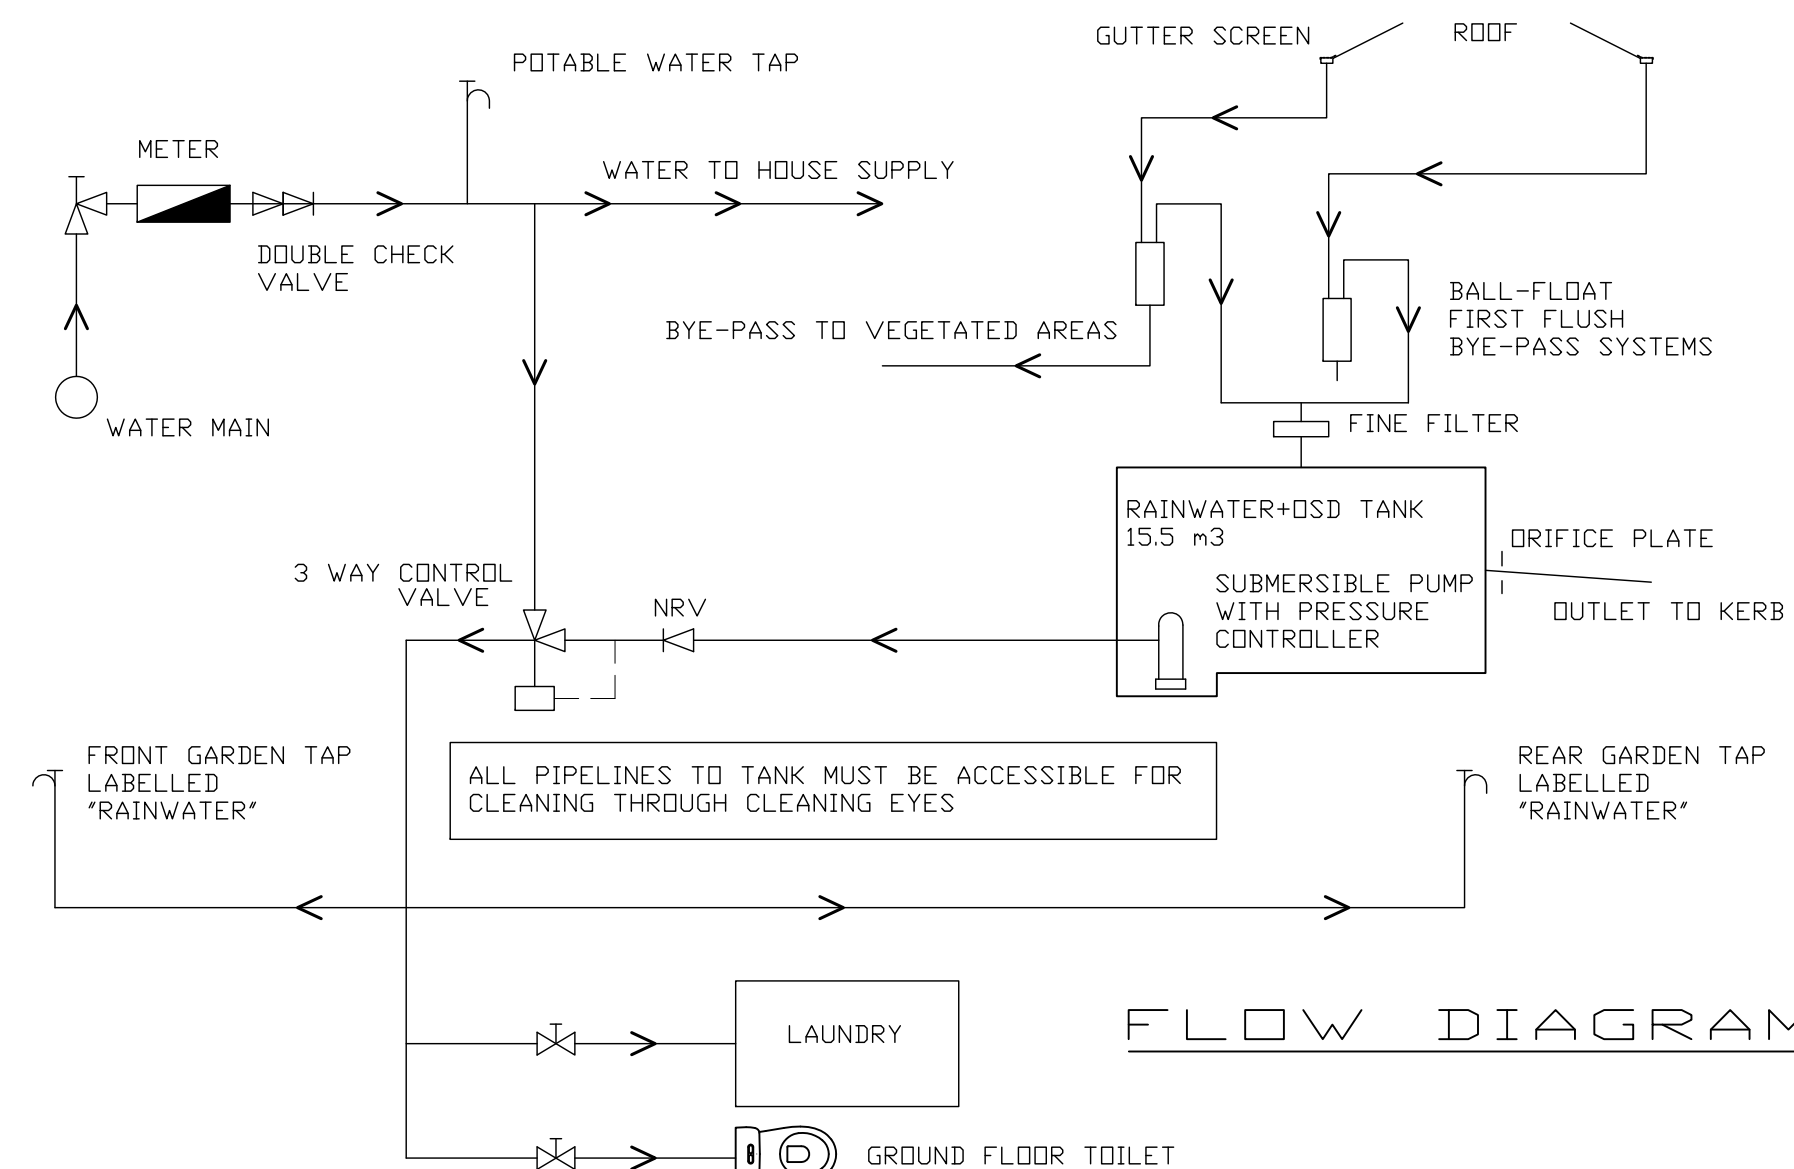 GUTTER SCREEN
ROOF
POTABLE WATER TAP
METER
WATER TO HOUSE SUPPLY
DOUBLE CHECK
VALVE
BALL-FLOAT
FIRST FLUSH
BYE-PASS SYSTEMS
BYE-PASS TO VEGETATED AREAS
WATER MAIN
FINE FILTER
RAINWATER+OSD TANK
15.5 m3
ORIFICE PLATE
3 WAY CONTROL
VALVE
NRV
SUBMERSIBLE PUMP
WITH PRESSURE
CONTROLLER
OUTLET TO KERB
FRONT GARDEN TAP
LABELLED
"RAINWATER"
ALL PIPELINES TO TANK MUST BE ACCESSIBLE FOR
CLEANING THROUGH CLEANING EYES
REAR GARDEN TAP
LABELLED
"RAINWATER"
LAUNDRY
FLOW DIAGRAM
GROUND FLOOR TOILET